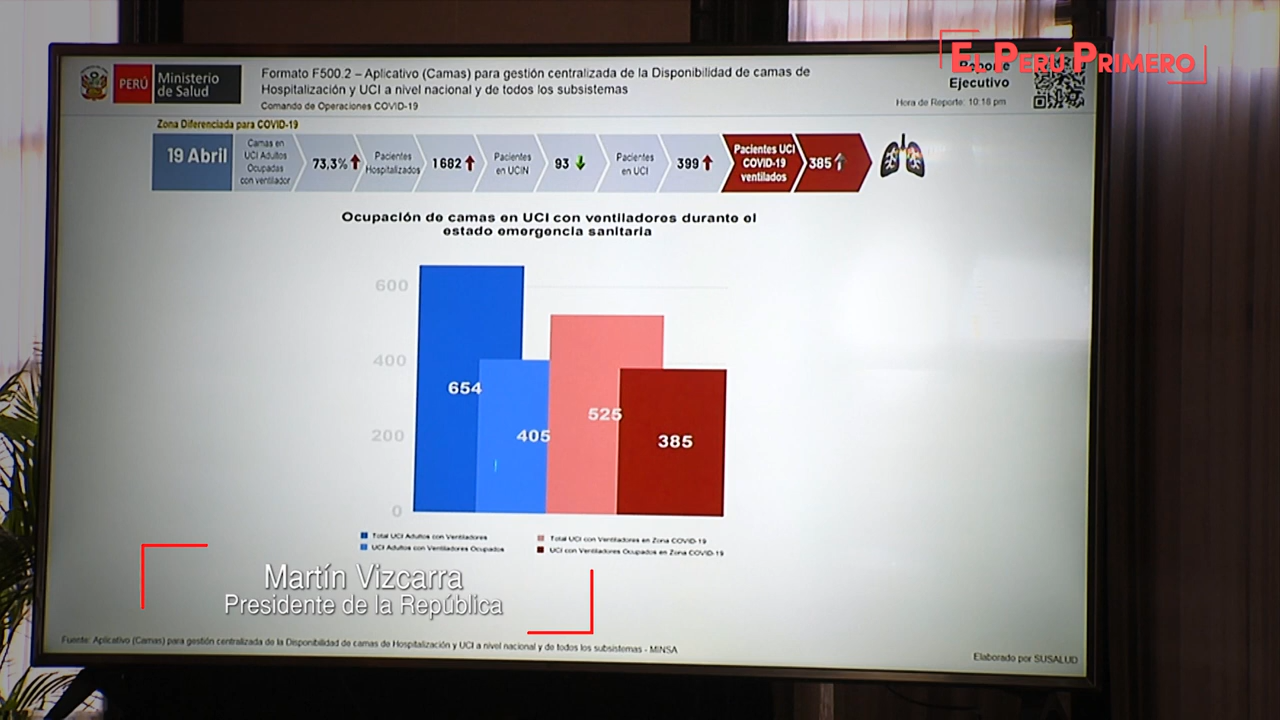 EL PERÚ PRIMERO
PERÚ
Ministerio
de Salud
Formato F500.2 – Aplicativo (Camas) para gestión centralizada de la Disponibilidad de camas de
Hospitalización y UCI a nivel nacional y de todos los subsistemas
Comando de Operaciones COVID-19
Ejecutivo
Hora de Reporte: 10:18 pm
Zona Diferenciada para COVID-19
19 Abril
Camas en
UCI Adultos
Ocupadas
con ventilador
73,3%
Pacientes
Hospitalizados
1 682
Pacientes
en UCIN
93
Pacientes
en UCI
399
Pacientes UCI
COVID-19
ventilados
385
Ocupación de camas en UCI con ventiladores durante el
estado emergencia sanitaria
600
400
200
0
654
405
525
385
Total UCI Adultos con Ventiladores
UCI Adultos con Ventiladores Ocupados
Total UCI con Ventiladores en Zona COVID-19
UCI con Ventiladores Ocupados en Zona COVID-19
Martín Vizcarra
Presidente de la República
Fuente: Aplicativo (Camas) para gestión centralizada de la Disponibilidad de camas de Hospitalización y UCI a nivel nacional y de todos los subsistemas - MINSA
Elaborado por SUSALUD